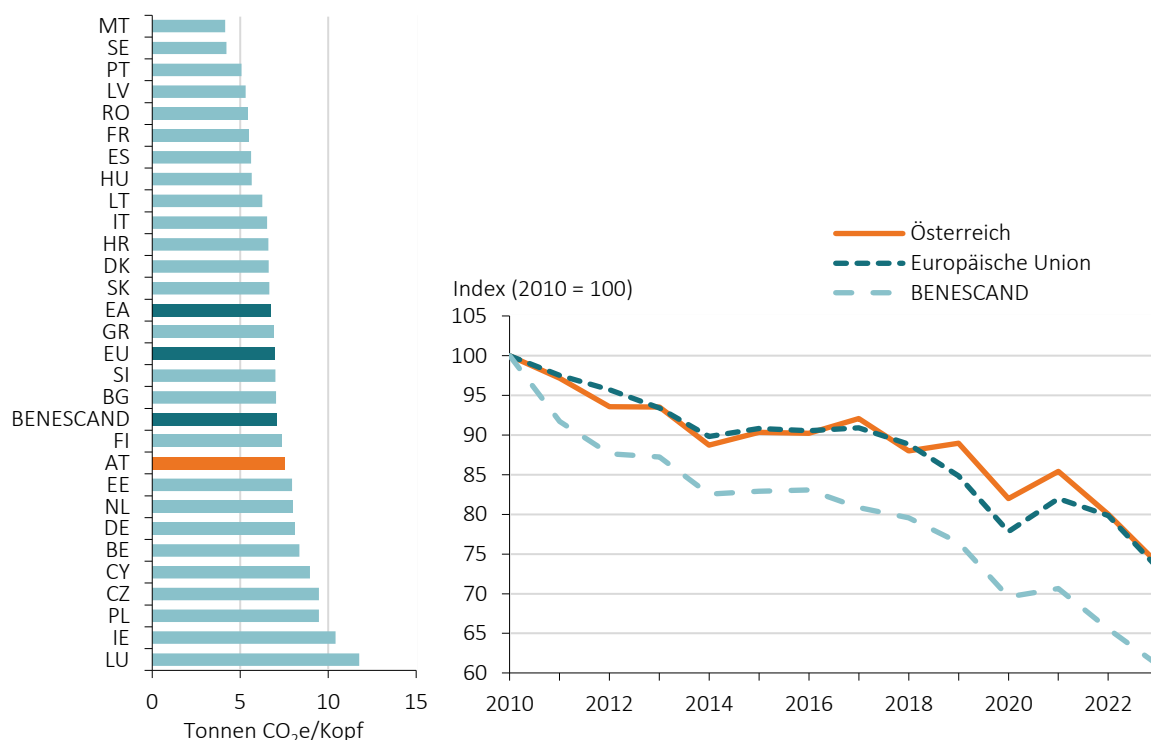 MT
SE
PT
LV
RO
FR
ES
HU
LT
IT
HR
DK
SK
EA
GR
EU
SI
BG
BENESCAND
FI
AT
EE
NL
DE
BE
CY
CZ
PL
IE
LU
0 5 10 15
Tonnen CO₂e/Kopf
Österreich
Europäische Union
BENESCAND
Index (2010 = 100)
105
100
95
90
85
80
75
70
65
60
2010 2012 2014 2016 2018 2020 2022